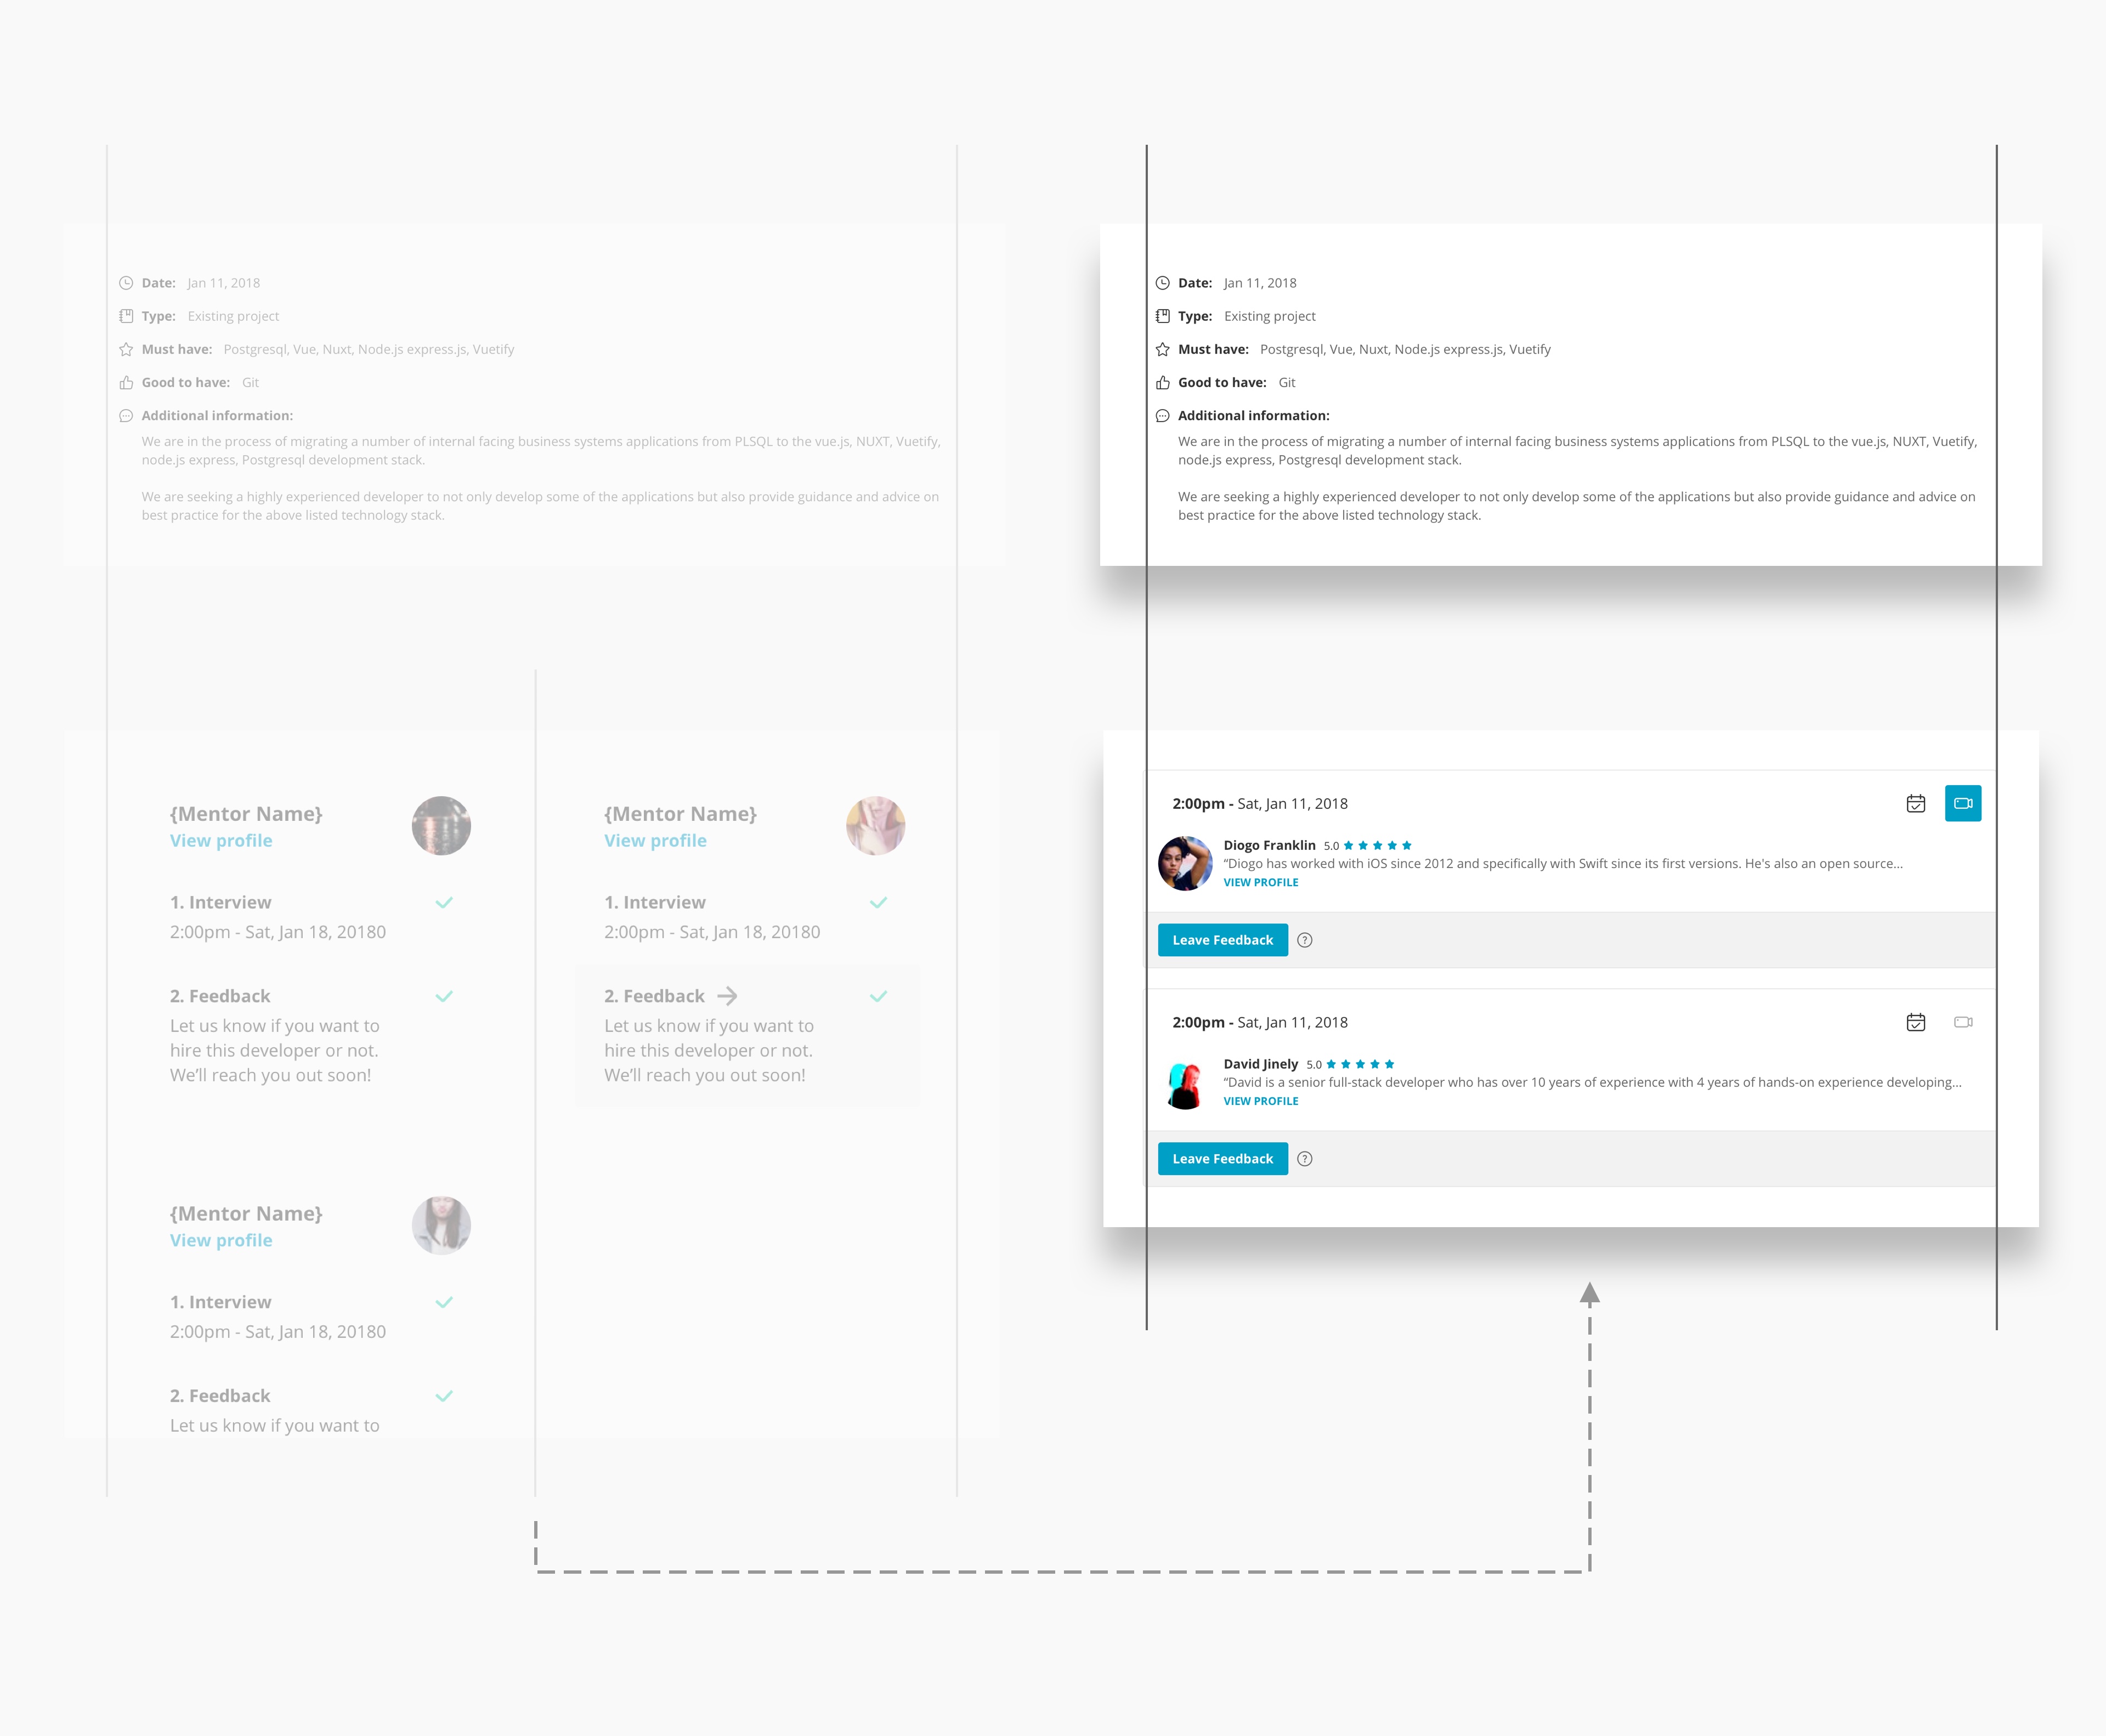 Date: Jan 11, 2018
Type: Existing project
Must have: Postgresql, Vue, Nuxt, Node.js express.js, Vuetify
Good to have: Git
Additional information:
We are in the process of migrating a number of internal facing business systems applications from PLSQL to the vue.js, NUXT, Vuetify,
node.js express, Postgresql development stack.
We are seeking a highly experienced developer to not only develop some of the applications but also provide guidance and advice on
best practice for the above listed technology stack.
{Mentor Name}
View profile
1. Interview
2:00pm - Sat, Jan 18, 20180
2. Feedback
Let us know if you want to
hire this developer or not.
We’ll reach you out soon!
{Mentor Name}
View profile
1. Interview
2:00pm - Sat, Jan 18, 20180
2. Feedback
Let us know if you want to
hire this developer or not.
We’ll reach you out soon!
{Mentor Name}
View profile
1. Interview
2:00pm - Sat, Jan 18, 20180
2. Feedback
Let us know if you want to
Date: Jan 11, 2018
Type: Existing project
Must have: Postgresql, Vue, Nuxt, Node.js express.js, Vuetify
Good to have: Git
Additional information:
We are in the process of migrating a number of internal facing business systems applications from PLSQL to the vue.js, NUXT, Vuetify,
node.js express, Postgresql development stack.
We are seeking a highly experienced developer to not only develop some of the applications but also provide guidance and advice on
best practice for the above listed technology stack.
2:00pm - Sat, Jan 11, 2018
Diogo Franklin 5.0
“Diogo has worked with iOS since 2012 and specifically with Swift since its first versions. He's also an open source...
VIEW PROFILE
Leave Feedback ?
2:00pm - Sat, Jan 11, 2018
David Jinely 5.0
“David is a senior full-stack developer who has over 10 years of experience with 4 years of hands-on experience developing...
VIEW PROFILE
Leave Feedback ?